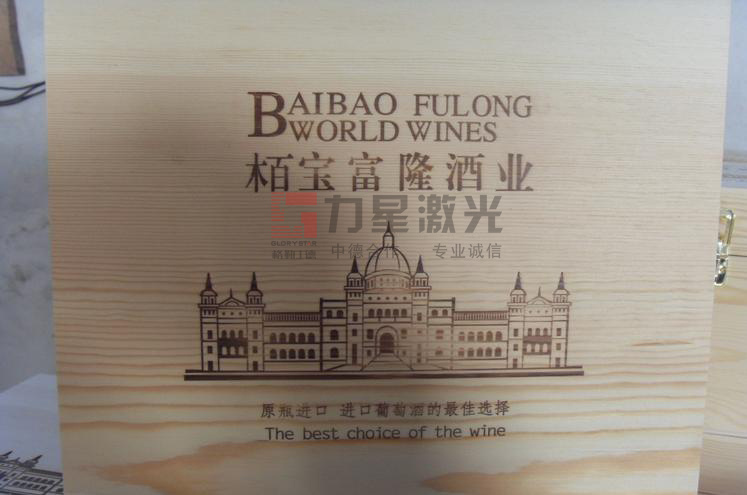 BAIBAO FULONG
WORLD WINES
栢宝富隆酒业
力星激光
GLORYSTAR
中德合作 专业诚信
原瓶进口 进口葡萄酒的最佳选择
The best choice of the wine